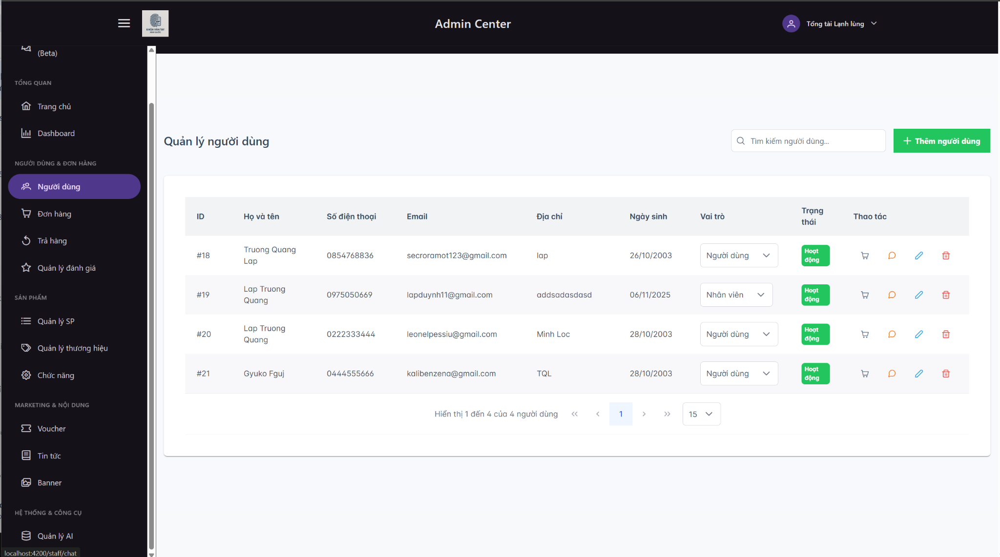 KHÓA VÂN TAY
HÀN QUỐC
Admin Center
Tổng tài Lạnh lùng
(Beta)
TỔNG QUAN
Trang chủ
Dashboard
NGƯỜI DÙNG & ĐƠN HÀNG
Người dùng
Đơn hàng
Trả hàng
Quản lý đánh giá
SẢN PHẨM
Quản lý SP
Quản lý thương hiệu
Chức năng
MARKETING & NỘI DUNG
Voucher
Tin tức
Banner
HỆ THỐNG & CÔNG CỤ
Quản lý AI
localhost:4200/staff/chat
Quản lý người dùng
Tìm kiếm người dùng...
Thêm người dùng
ID Họ và tên Số điện thoại Email Địa chỉ Ngày sinh Vai trò Trạng thái Thao tác
#18 Truong Quang Lap 0854768836 secroramot123@gmail.com lap 26/10/2003 Người dùng Hoạt động
#19 Lap Truong Quang 0975050669 lapduynh11@gmail.com addsadasdasd 06/11/2025 Nhân viên Hoạt động
#20 Lap Truong Quang 0222333444 leonelpessiu@gmail.com Mình Loc 28/10/2003 Người dùng Hoạt động
#21 Gyuko Fguj 0444555666 kalibenzena@gmail.com TQL 28/10/2003 Người dùng Hoạt động
Hiển thị 1 đến 4 của 4 người dùng 1 15